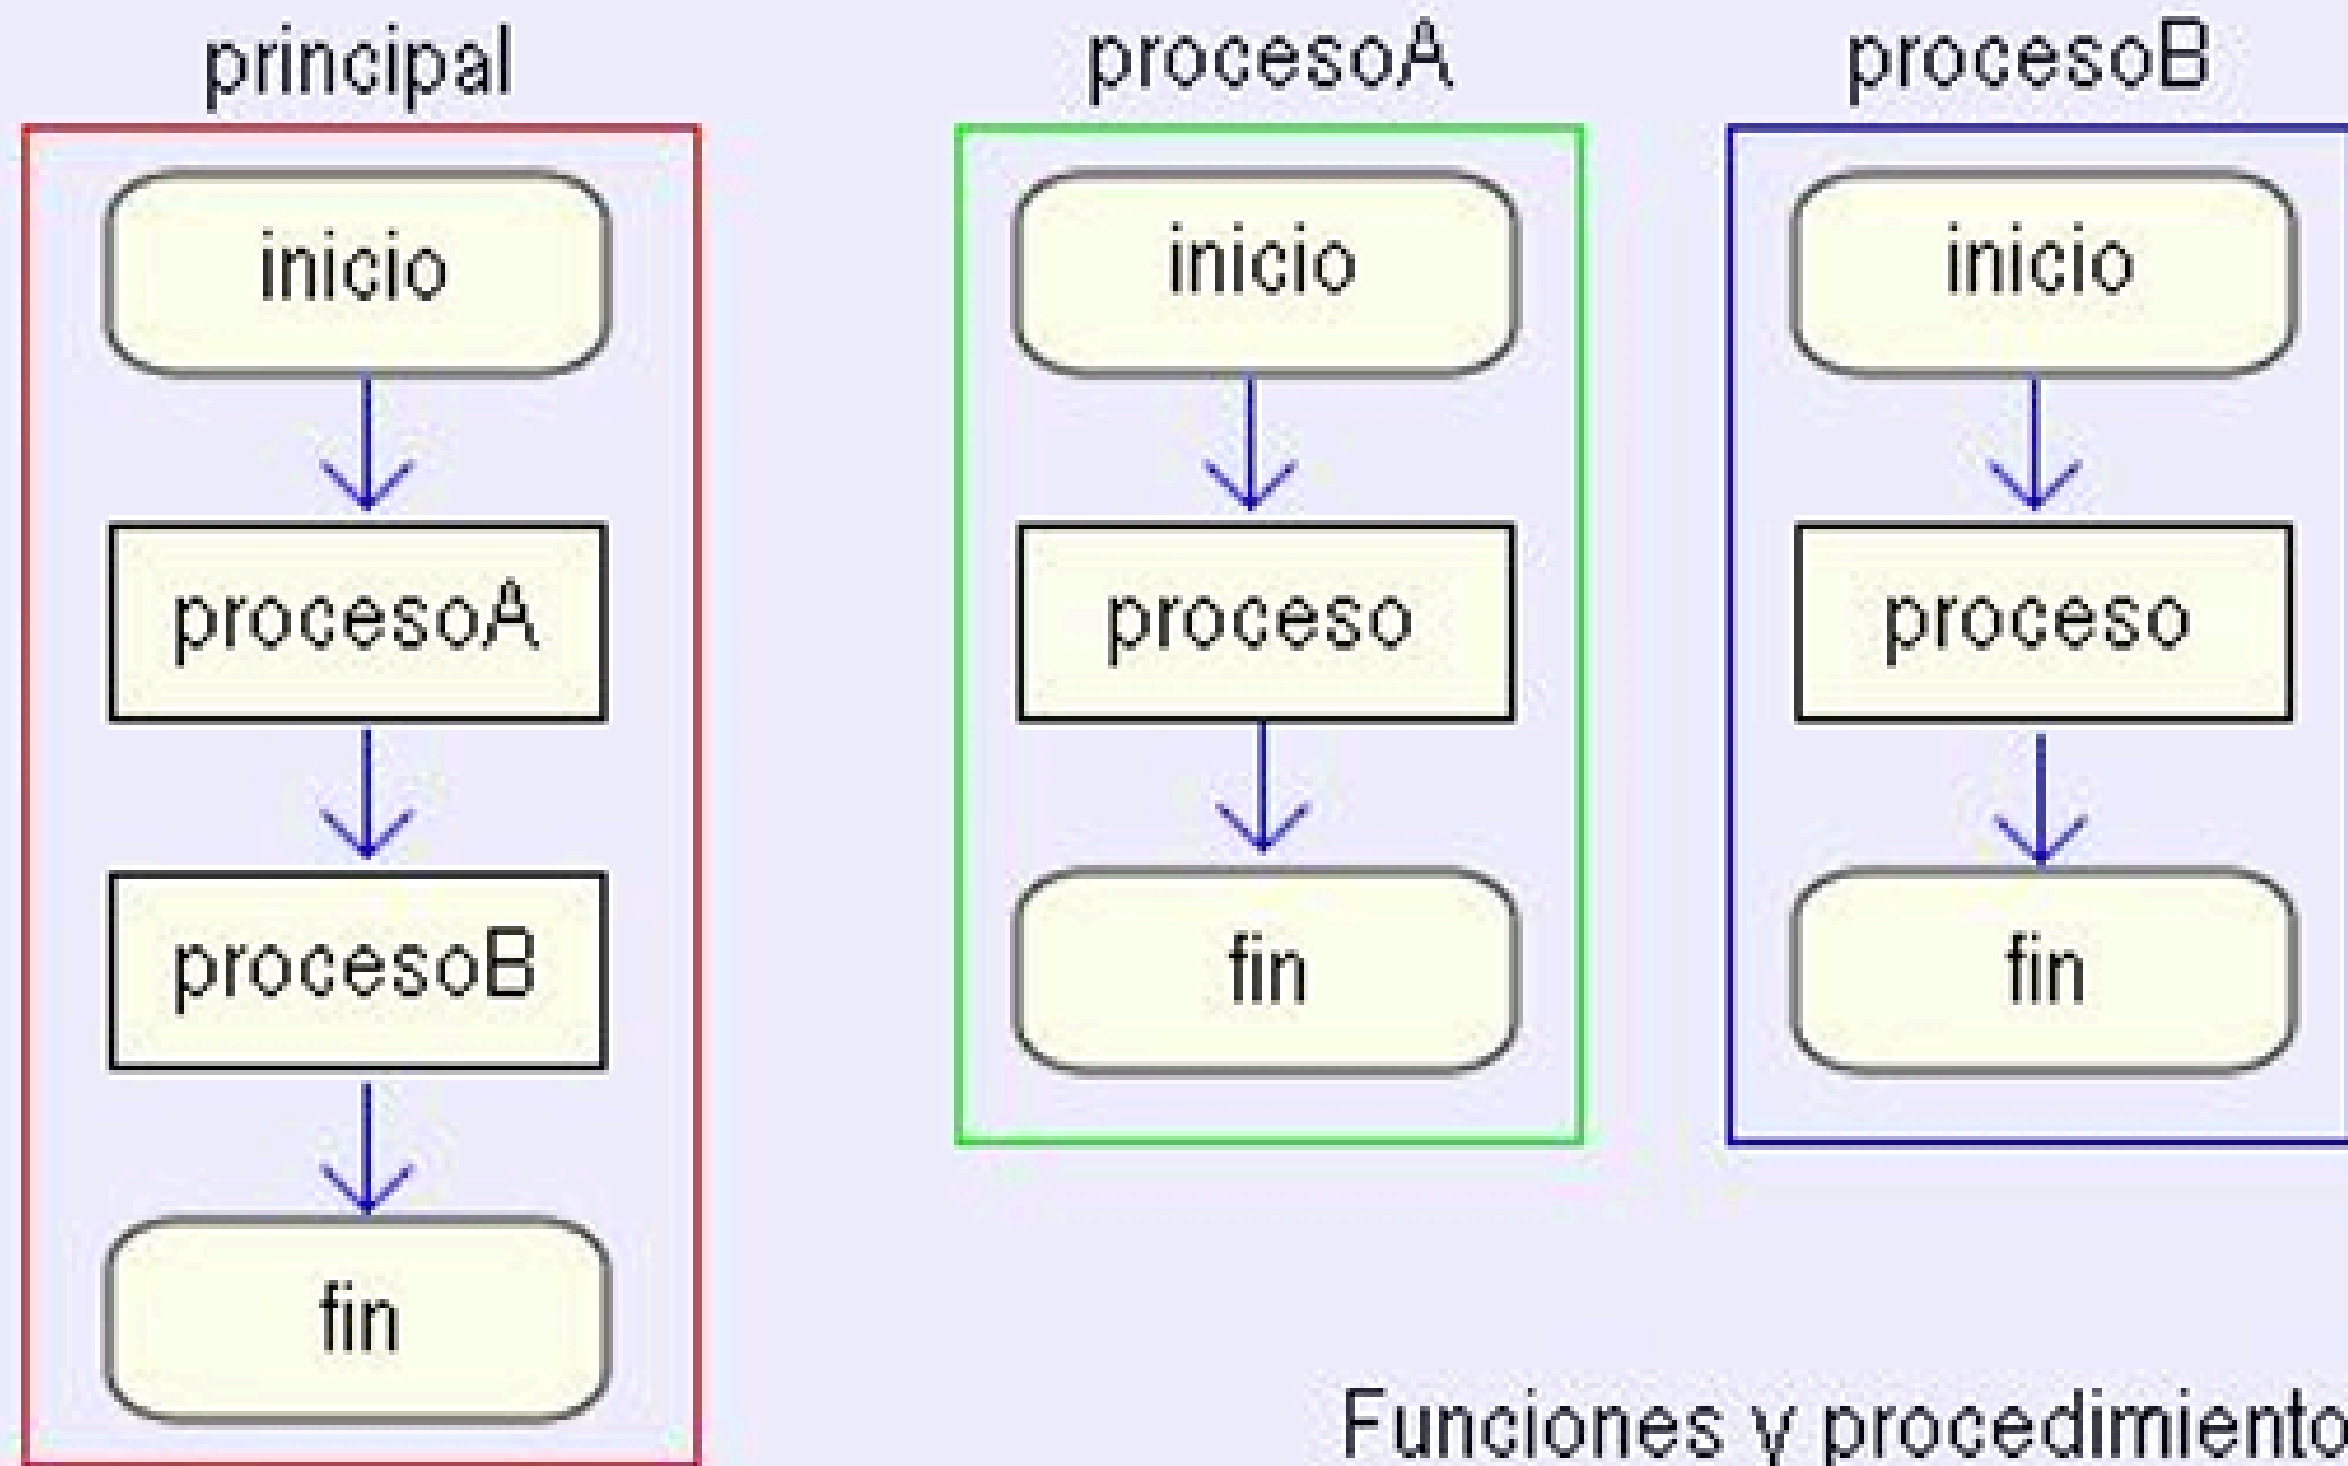 principal
inicio
procesoA
procesoB
fin
procesoA
inicio
proceso
fin
procesoB
inicio
proceso
fin
Funciones y procedimiento